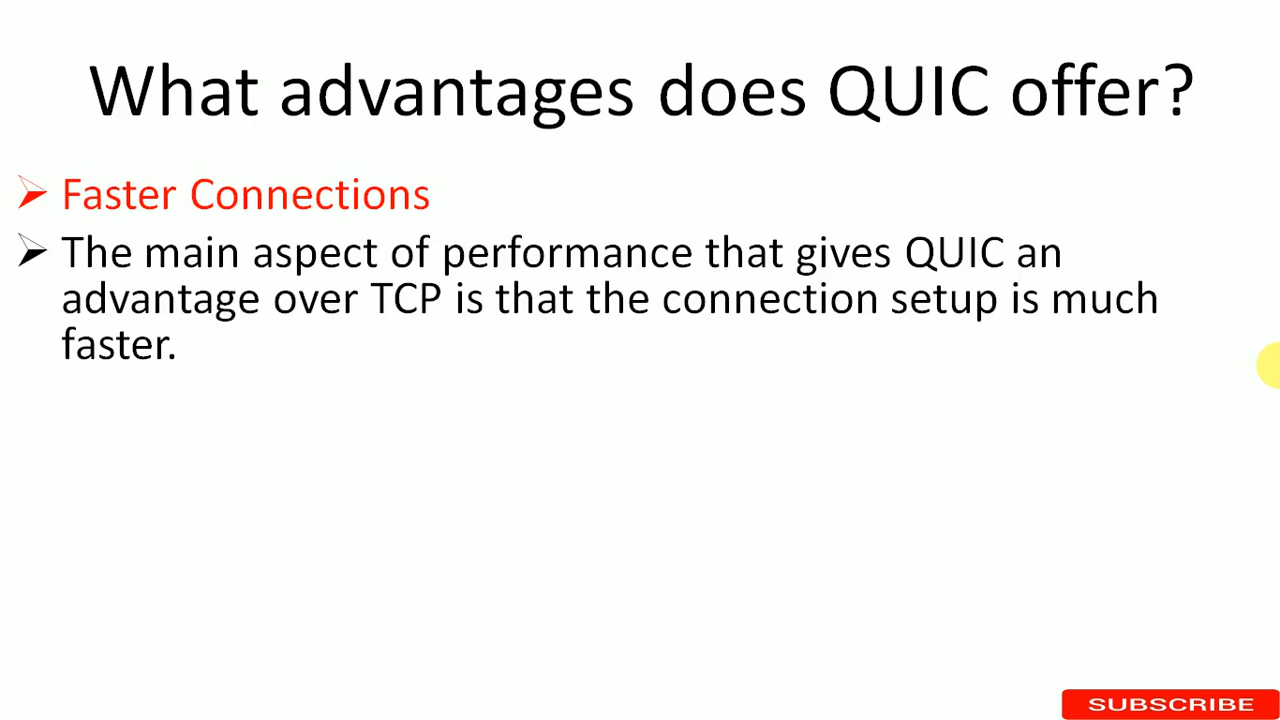 What advantages does QUIC offer?
Faster Connections
The main aspect of performance that gives QUIC an
advantage over TCP is that the connection setup is much
faster.
SUBSCRIBE